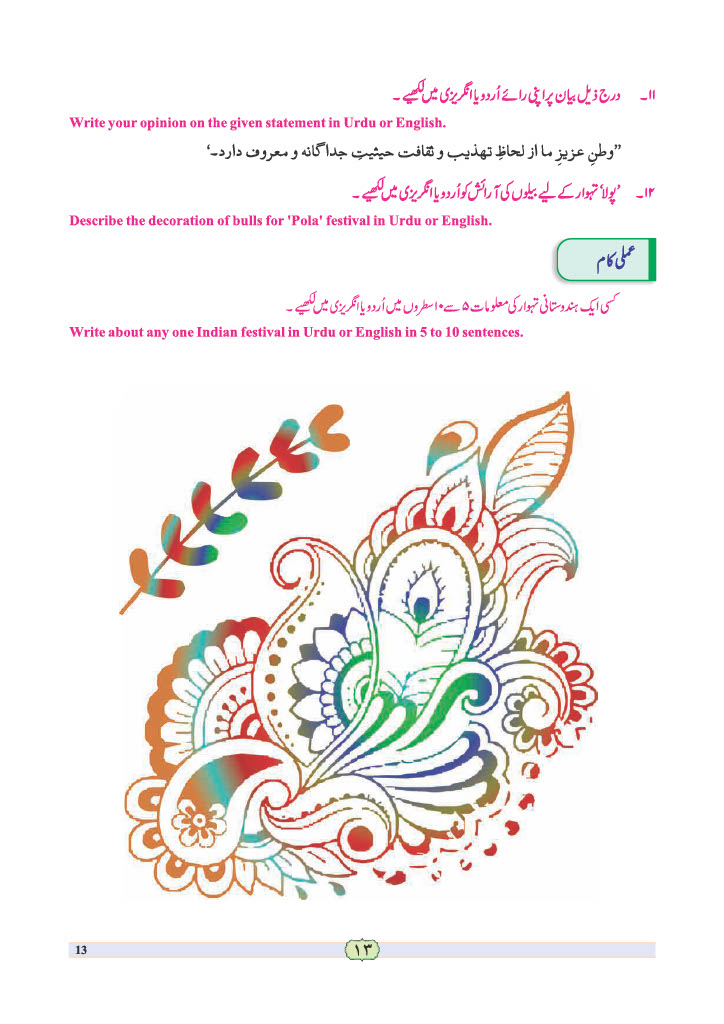 ۱۱۔ درج ذیل بیان پر اپنی رائے اُردو یا انگریزی میں لکھیے ۔
Write your opinion on the given statement in Urdu or English.
”وطنِ عزیزِ ما از لحاظِ تهذیب و ثقافت حیثیتِ جداگانه و معروف دارد۔‘
۱۲۔ ’پولا‘ تہوار کے لیے بیلوں کی آرائش کو اُردو یا انگریزی میں لکھیے ۔
Describe the decoration of bulls for 'Pola' festival in Urdu or English.
عملی کام
کسی ایک ہندوستانی تہوار کی معلومات ۵ سے ۱۰ سطروں میں اُردو یا انگریزی میں لکھیے ۔
Write about any one Indian festival in Urdu or English in 5 to 10 sentences.
13
۱۳